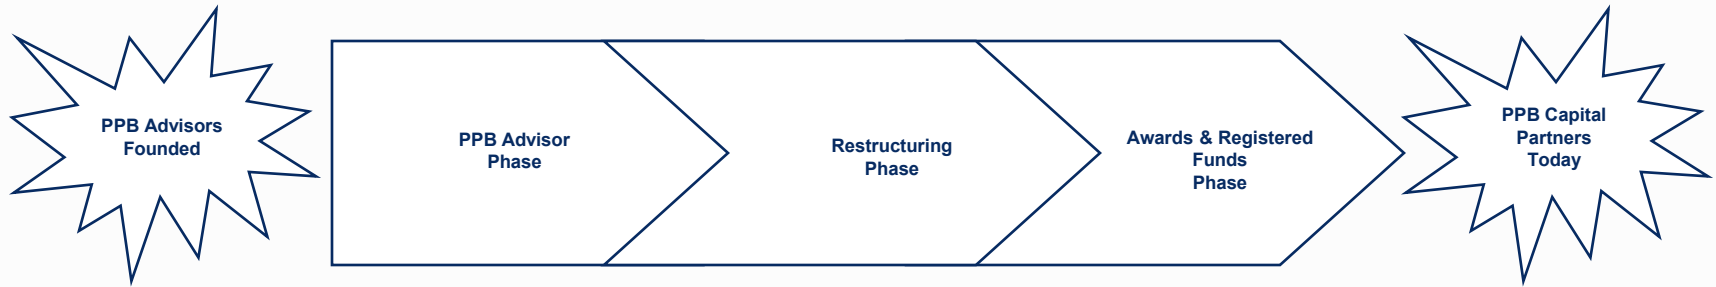 PPB Advisors
Founded
PPB Advisor
Phase
Restructuring
Phase
Awards & Registered
Funds
Phase
PPB Capital
Partners
Today